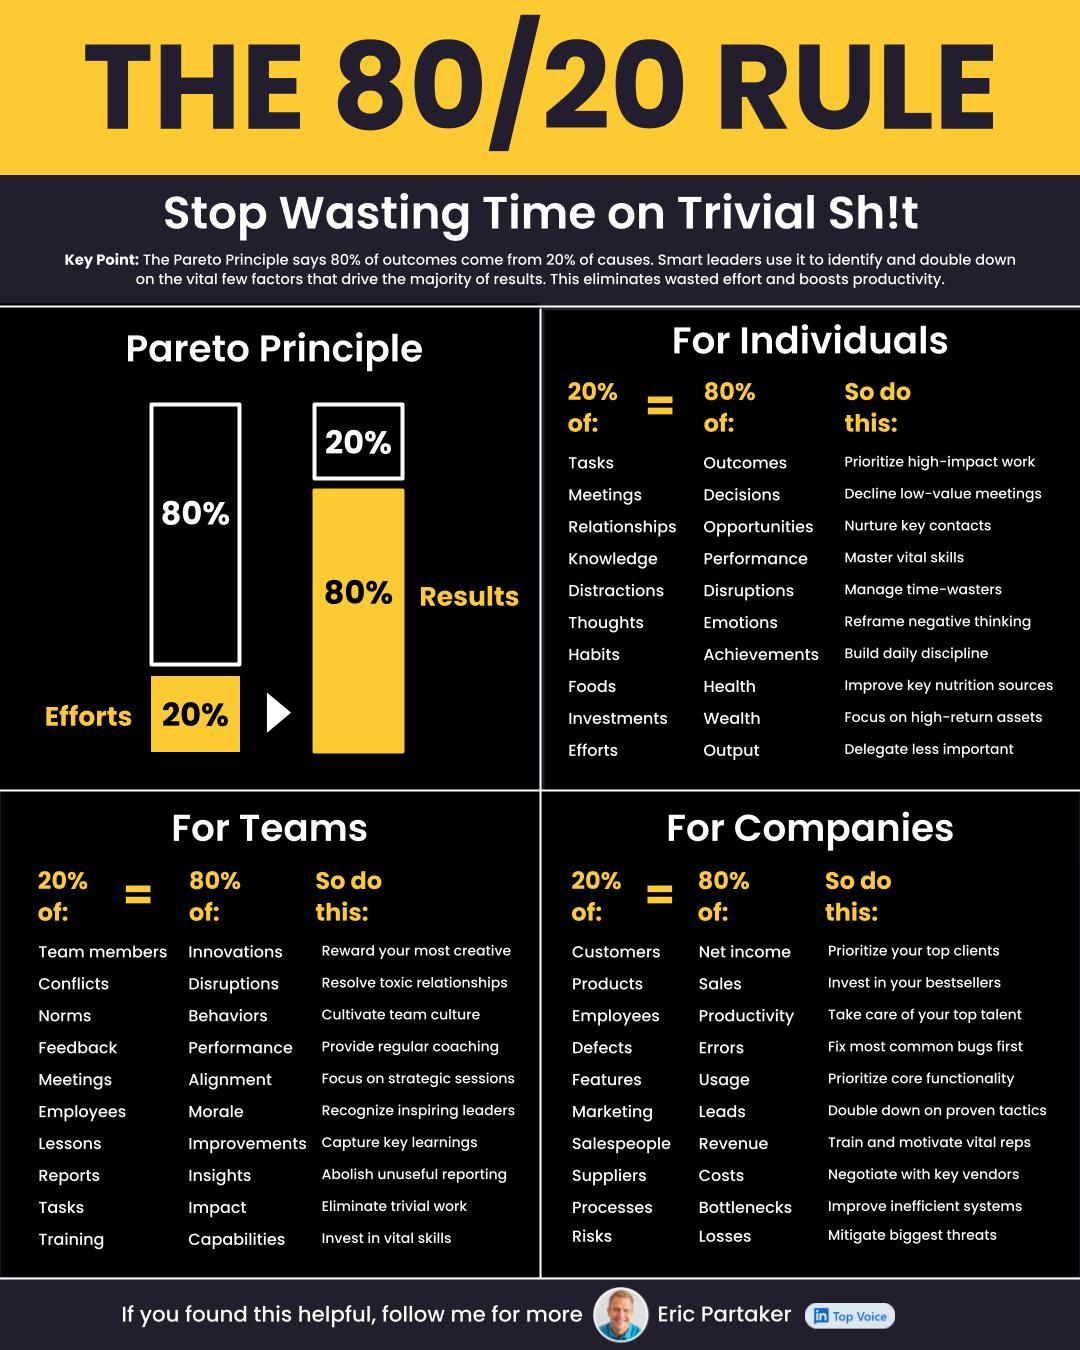 THE 80/20 RULE
Stop Wasting Time on Trivial Sh!t
Key Point: The Pareto Principle says 80% of outcomes come from 20% of causes. Smart leaders use it to identify and double down
on the vital few factors that drive the majority of results. This eliminates wasted effort and boosts productivity.
Pareto Principle
20%
80%
80% Results
Efforts 20%
For Individuals
20% of: = 80% of: So do this:
Tasks Outcomes Prioritize high-impact work
Meetings Decisions Decline low-value meetings
Relationships Opportunities Nurture key contacts
Knowledge Performance Master vital skills
Distractions Disruptions Manage time-wasters
Thoughts Emotions Reframe negative thinking
Habits Achievements Build daily discipline
Foods Health Improve key nutrition sources
Investments Wealth Focus on high-return assets
Efforts Output Delegate less important
For Teams
20% of: = 80% of: So do this:
Team members Innovations Reward your most creative
Conflicts Disruptions Resolve toxic relationships
Norms Behaviors Cultivate team culture
Feedback Performance Provide regular coaching
Meetings Alignment Focus on strategic sessions
Employees Morale Recognize inspiring leaders
Lessons Improvements Capture key learnings
Reports Insights Abolish unuseful reporting
Tasks Impact Eliminate trivial work
Training Capabilities Invest in vital skills
For Companies
20% of: = 80% of: So do this:
Customers Net income Prioritize your top clients
Products Sales Invest in your bestsellers
Employees Productivity Take care of your top talent
Defects Errors Fix most common bugs first
Features Usage Prioritize core functionality
Marketing Leads Double down on proven tactics
Salespeople Revenue Train and motivate vital reps
Suppliers Costs Negotiate with key vendors
Processes Bottlenecks Improve inefficient systems
Risks Losses Mitigate biggest threats
If you found this helpful, follow me for more Eric Partaker in Top Voice